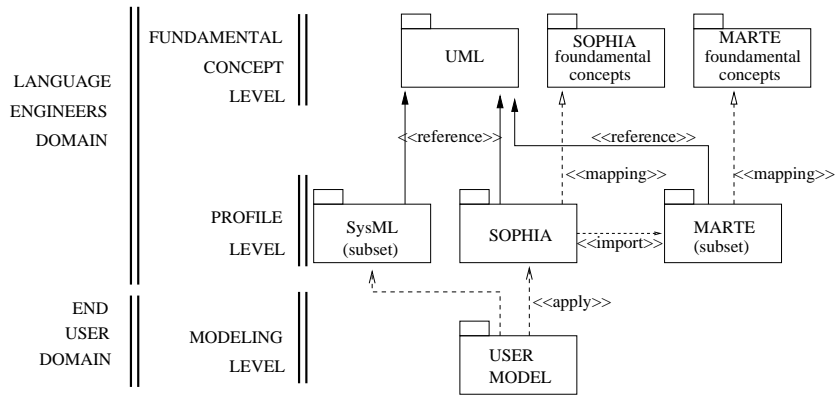 FUNDAMENTAL
CONCEPT
LEVEL
LANGUAGE
ENGINEERS
DOMAIN
UML
SOPHIA
foundamental
concepts
MARTE
foundamental
concepts
<<reference>>
<<reference>>
<<mapping>>
<<mapping>>
PROFILE
LEVEL
SysML
(subset)
SOPHIA
<<import>>
MARTE
(subset)
END
USER
DOMAIN
MODELING
LEVEL
<<apply>>
USER
MODEL